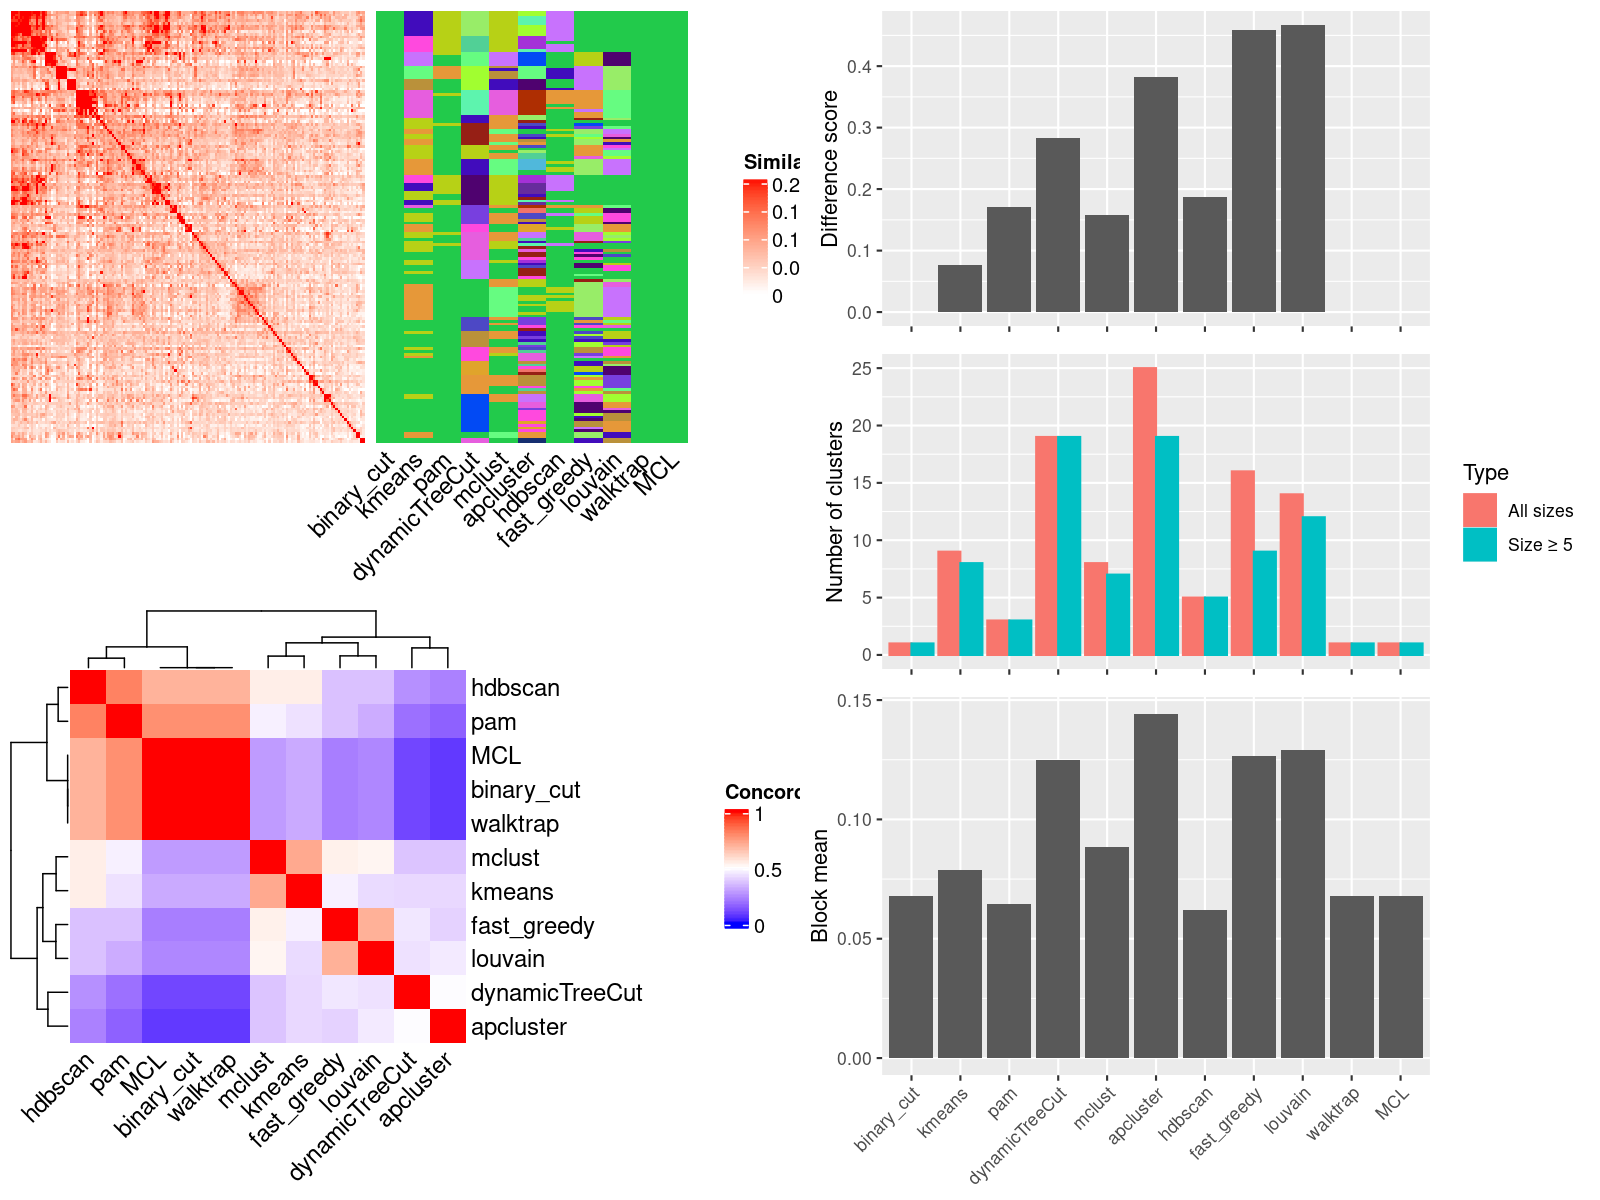 Simila
0.2
0.1
0.1
0.0
0
binary_cut
kmeans
pam
dynamicTreeCut
mclust
apcluster
hdbscan
fast_greedy
louvain
walktrap
MCL
hdbscan
pam
MCL
binary_cut
walktrap
mclust
kmeans
fast_greedy
louvain
dynamicTreeCut
apcluster
hdbscan
pam
MCL
binary_cut
walktrap
mclust
kmeans
fast_greedy
louvain
dynamicTreeCut
apcluster
Concord
1
0.5
0
Difference score
0.4
0.3
0.2
0.1
0.0
Number of clusters
25
20
15
10
5
0
Type
All sizes
Size ≥ 5
Block mean
0.15
0.10
0.05
0.00
binary_cut
kmeans
pam
dynamicTreeCut
mclust
apcluster
hdbscan
fast_greedy
louvain
walktrap
MCL